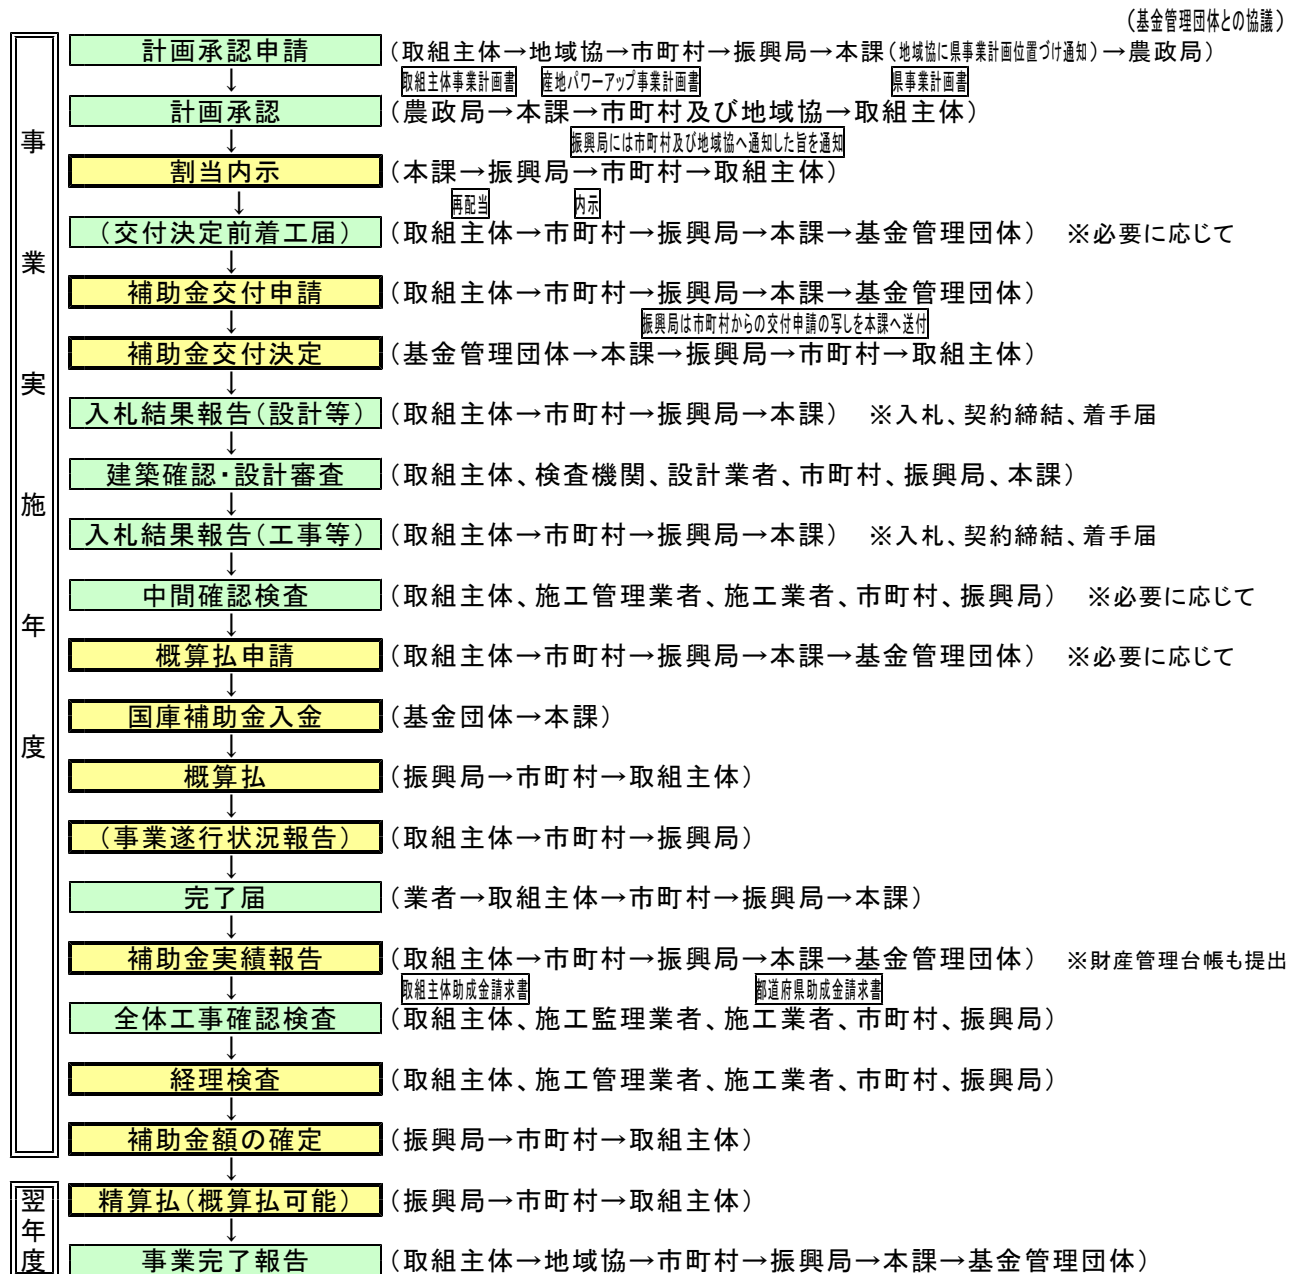 （基金管理団体との協議）
計画承認申請（取組主体→地域協→市町村→振興局→本課（地域協に県事業計画位置づけ通知）→農政局）
↓ 取組主体事業計画書 産地パワーアップ事業計画書 県事業計画書
計画承認（農政局→本課→市町村及び地域協→取組主体）
↓ 振興局には市町村及び地域協へ通知した旨を通知
割当内示（本課→振興局→市町村→取組主体）
↓ 再配当 内示
（交付決定前着工届）（取組主体→市町村→振興局→本課→基金管理団体） ※必要に応じて
↓
補助金交付申請（取組主体→市町村→振興局→本課→基金管理団体）
↓ 振興局は市町村からの交付申請の写しを本課へ送付
補助金交付決定（基金管理団体→本課→振興局→市町村→取組主体）
↓
入札結果報告（設計等）（取組主体→市町村→振興局→本課） ※入札、契約締結、着手届
↓
建築確認・設計審査（取組主体、検査機関、設計業者、市町村、振興局、本課）
↓
入札結果報告（工事等）（取組主体→市町村→振興局→本課） ※入札、契約締結、着手届
↓
中間確認検査（取組主体、施工管理業者、施工業者、市町村、振興局） ※必要に応じて
↓
概算払申請（取組主体→市町村→振興局→本課→基金管理団体） ※必要に応じて
↓
国庫補助金入金（基金団体→本課）
↓
概算払（振興局→市町村→取組主体）
↓
（事業遂行状況報告）（取組主体→市町村→振興局）
↓
完了届（業者→取組主体→市町村→振興局→本課）
↓
補助金実績報告（取組主体→市町村→振興局→本課→基金管理団体） ※財産管理台帳も提出
↓ 取組主体助成金請求書 都道府県助成金請求書
全体工事確認検査（取組主体、施工監理業者、施工業者、市町村、振興局）
↓
経理検査（取組主体、施工管理業者、施工業者、市町村、振興局）
↓
補助金額の確定（振興局→市町村→取組主体）
↓
精算払（概算払可能）（振興局→市町村→取組主体）
↓
事業完了報告（取組主体→地域協→市町村→振興局→本課→基金管理団体）
事業実施年度
翌年度